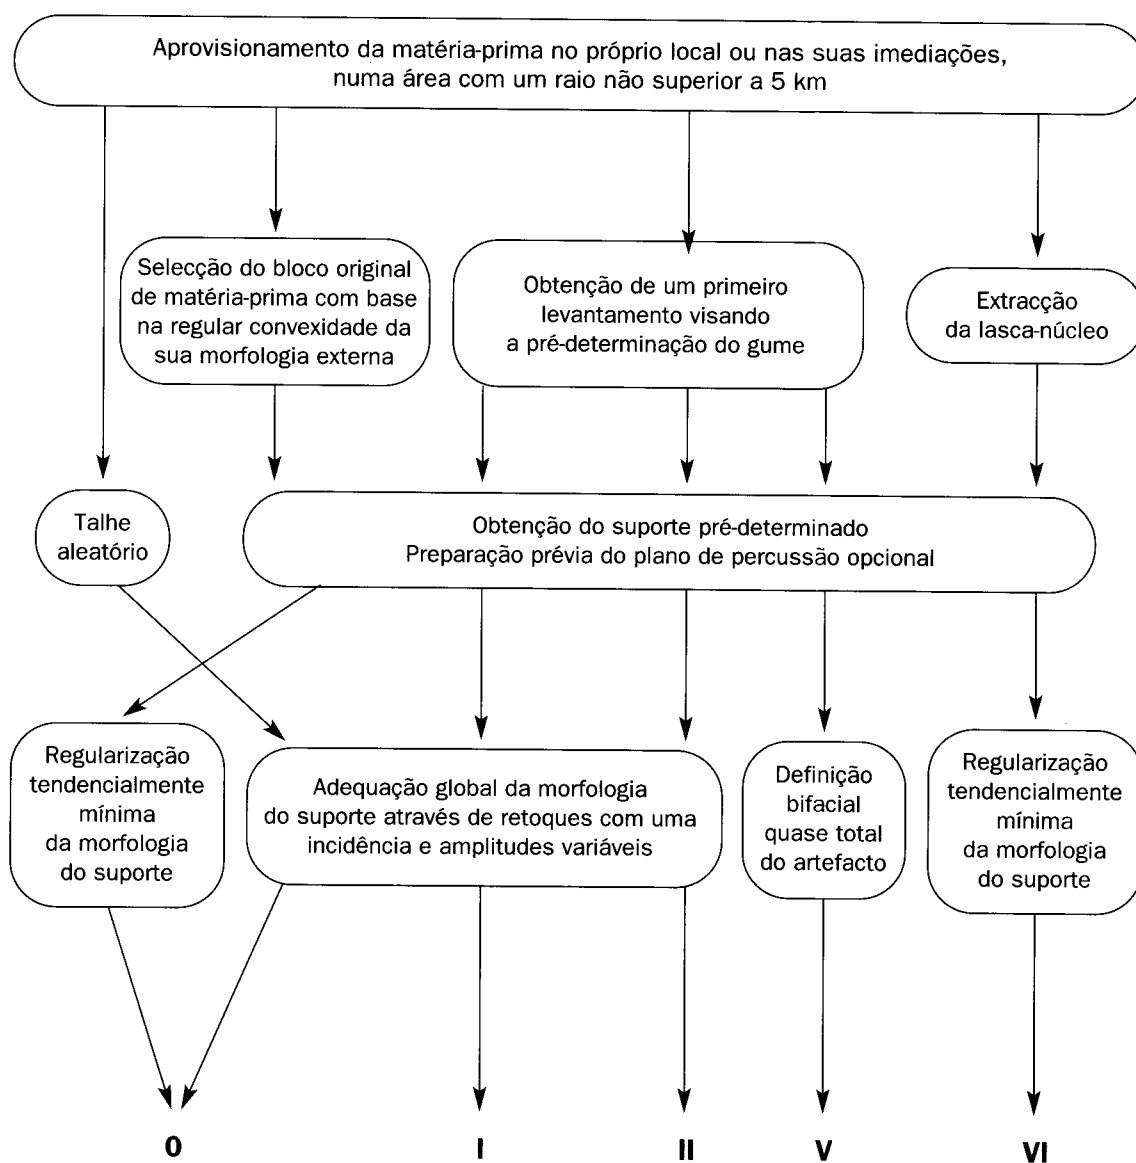 Aprovisionamento da matéria-prima no próprio local ou nas suas imediações,
numa área com um raio não superior a 5 km
Selecção do bloco original
de matéria-prima com base
na regular convexidade da
sua morfologia externa
Obtenção de um primeiro
levantamento visando
a pré-determinação do gume
Extracção
da lasca-núcleo
Talhe
aleatório
Obtenção do suporte pré-determinado
Preparação prévia do plano de percussão opcional
Regularização
tendencialmente
mínima
da morfologia
do suporte
Adequação global da morfologia
do suporte através de retoques com uma
incidência e amplitudes variáveis
Definição
bifacial
quase total
do artefacto
Regularização
tendencialmente
mínima
da morfologia
do suporte
0
I
II
V
VI